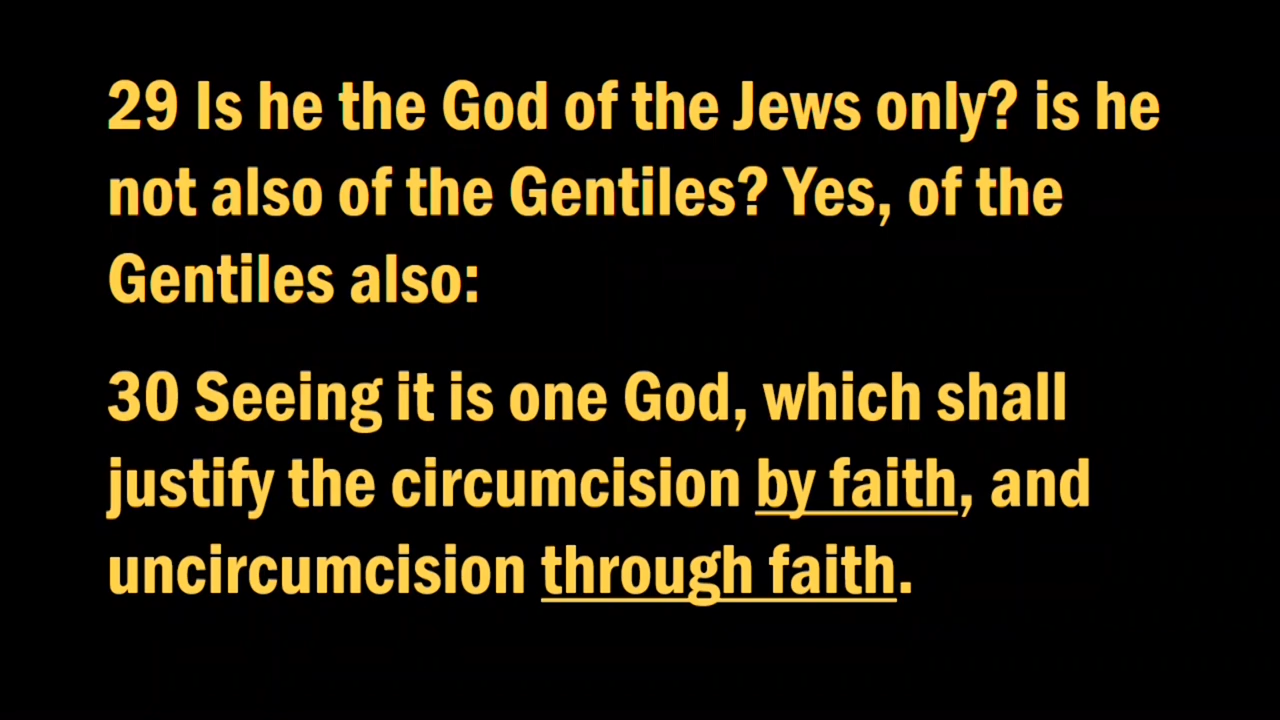 29 Is he the God of the Jews only? is he
not also of the Gentiles? Yes, of the
Gentiles also:
30 Seeing it is one God, which shall
justify the circumcision by faith, and
uncircumcision through faith.